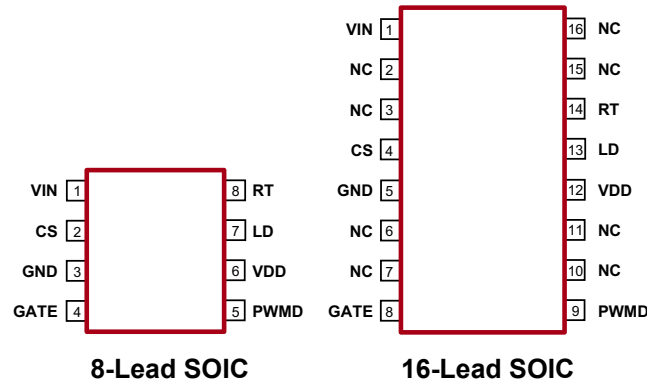 VIN 1
CS 2
GND 3
GATE 4
8 RT
7 LD
6 VDD
5 PWMD
8-Lead SOIC
VIN 1
NC 2
NC 3
CS 4
GND 5
NC 6
NC 7
GATE 8
16 NC
15 NC
14 RT
13 LD
12 VDD
11 NC
10 NC
9 PWMD
16-Lead SOIC